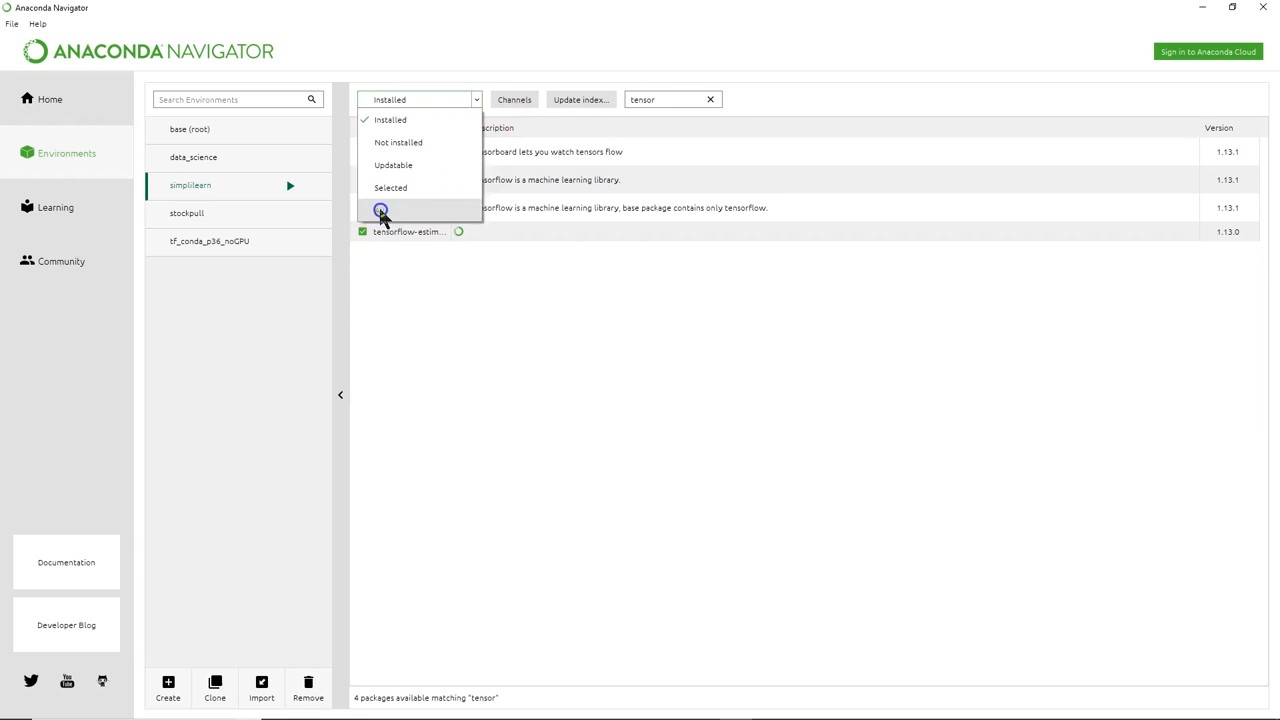 Anaconda Navigator
File Help
ANACONDA NAVIGATOR
Sign in to Anaconda Cloud
Home
Environments
Learning
Community
Documentation
Developer Blog
Search Environments
base (root)
data_science
simplilearn
stockpull
tf_conda_p36_noGPU
Create Clone Import Remove
Installed Channels Update index... tensor
Installed
Not installed
Updatable
Selected
scription Version
nsorboard lets you watch tensors flow 1.13.1
nsorflow is a machine learning library. 1.13.1
nsorflow is a machine learning library, base package contains only tensorflow. 1.13.1
tensorflow-estim... 1.13.0
4 packages available matching "tensor"